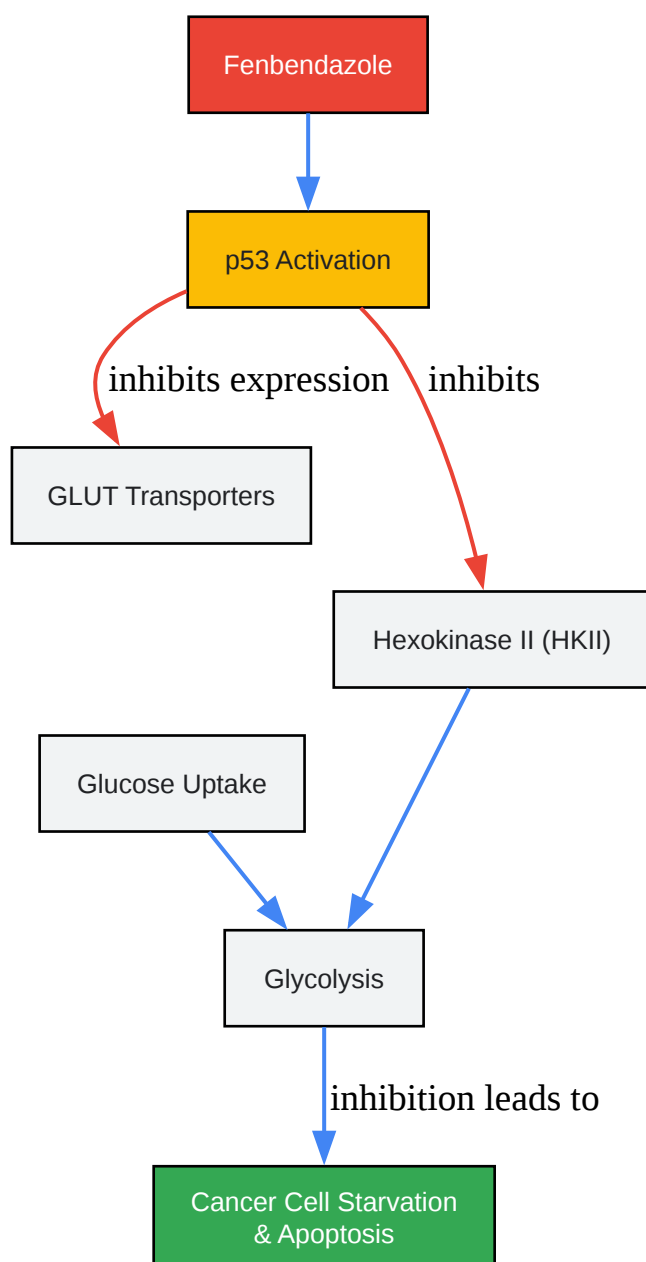 Fenbendazole
p53 Activation
inhibits expression
inhibits
GLUT Transporters
Hexokinase II (HKII)
Glucose Uptake
Glycolysis
inhibition leads to
Cancer Cell Starvation
& Apoptosis